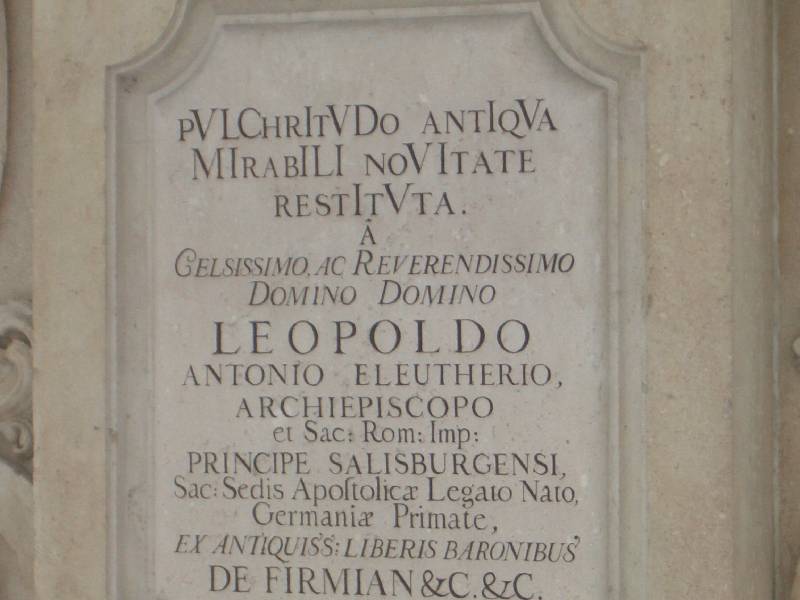 pVLChrItVDo antIqVa
MIrabILI noVItate
restItVta.
â
Celsissimo, ac Reverendissimo
Domino Domino
LEOPOLDO
ANTONIO ELEUTHERIO,
ARCHIEPISCOPO
et Sac: Rom: Imp:
PRINCIPE SALISBURGENSI,
Sac: Sedis Apoſtolicæ Legato Nato,
Germaniæ Primate,
EX ANTIQUISS: LIBERIS BARONIBUS
DE FIRMIAN &C. &C.